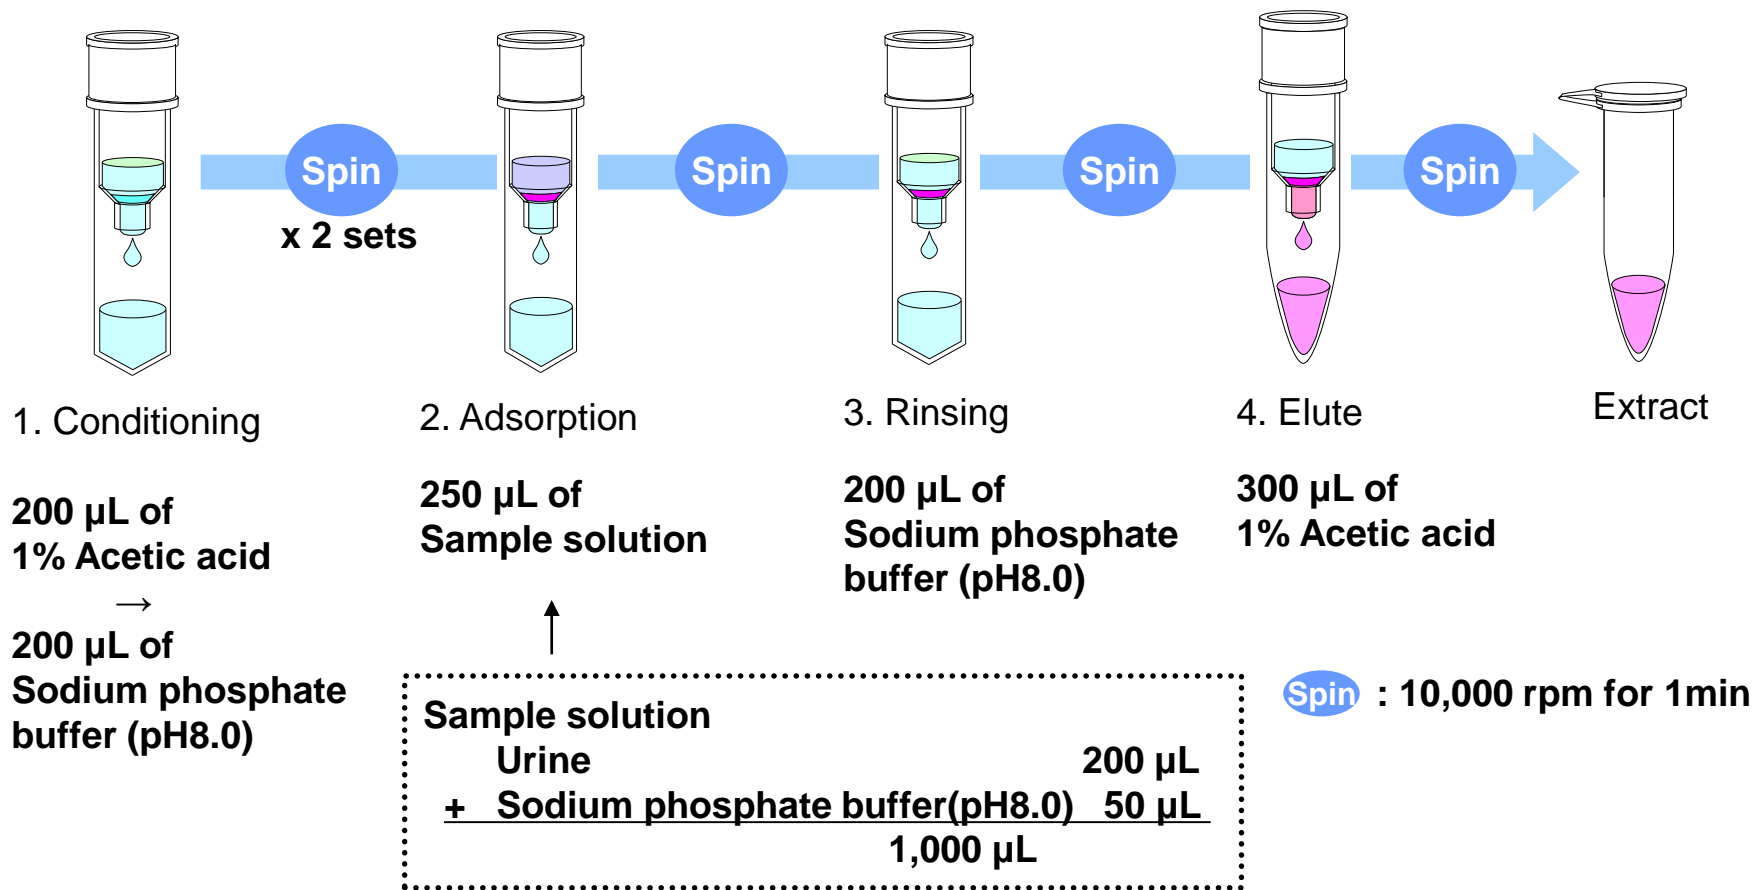 Spin
x 2 sets
Spin
Spin
Spin
1. Conditioning
200 µL of
1% Acetic acid
→
200 µL of
Sodium phosphate
buffer (pH8.0)
2. Adsorption
250 µL of
Sample solution
3. Rinsing
200 µL of
Sodium phosphate
buffer (pH8.0)
4. Elute
300 µL of
1% Acetic acid
Extract
Sample solution
Urine 200 µL
+ Sodium phosphate buffer(pH8.0) 50 µL
1,000 µL
Spin : 10,000 rpm for 1min